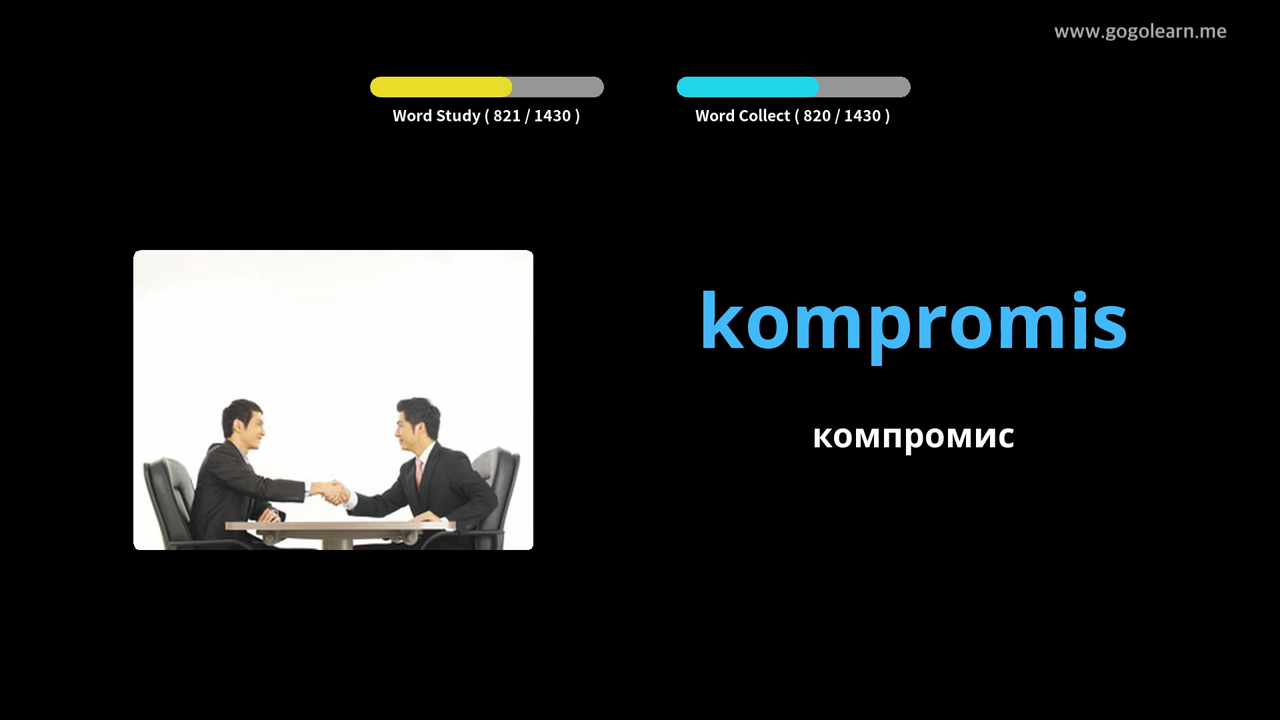 www.gogolearn.me
Word Study ( 821 / 1430 )
Word Collect ( 820 / 1430 )
kompromis
компромис